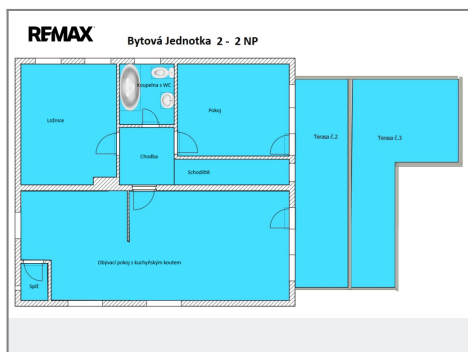 RE/MAX
Bytová Jednotka 2 - 2 NP
Koupelna s WC
Ložnice
Pokoj
Terasa č.2
Terasa č.3
Chodba
Schodiště
Obývací pokoj s kuchyňským koutem
Spíž